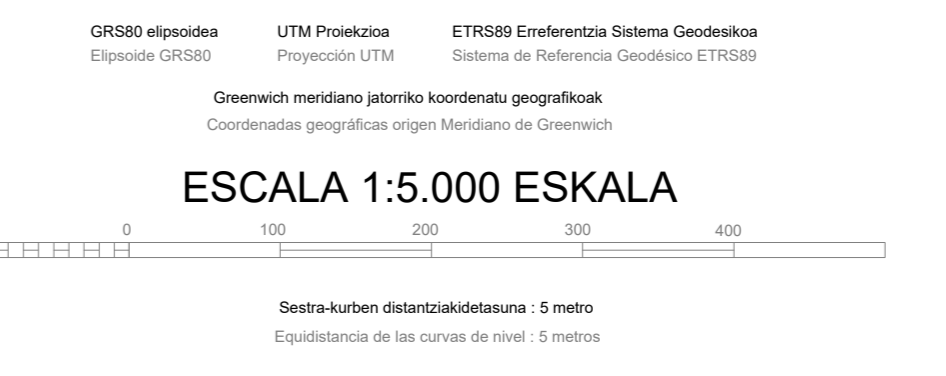 GRS80 elipsoidea UTM Proiekzioa ETRS89 Erreferentzia Sistema Geodesikoa
Elipsoide GRS80 Proyección UTM Sistema de Referencia Geodésico ETRS89
Greenwich meridiano jatorriko koordenatu geografikoak
Coordenadas geográficas origen Meridiano de Greenwich
ESCALA 1:5.000 ESKALA
0 100 200 300 400
Sestra-kurben distantziakidetasuna : 5 metro
Equidistancia de las curvas de nivel : 5 metros